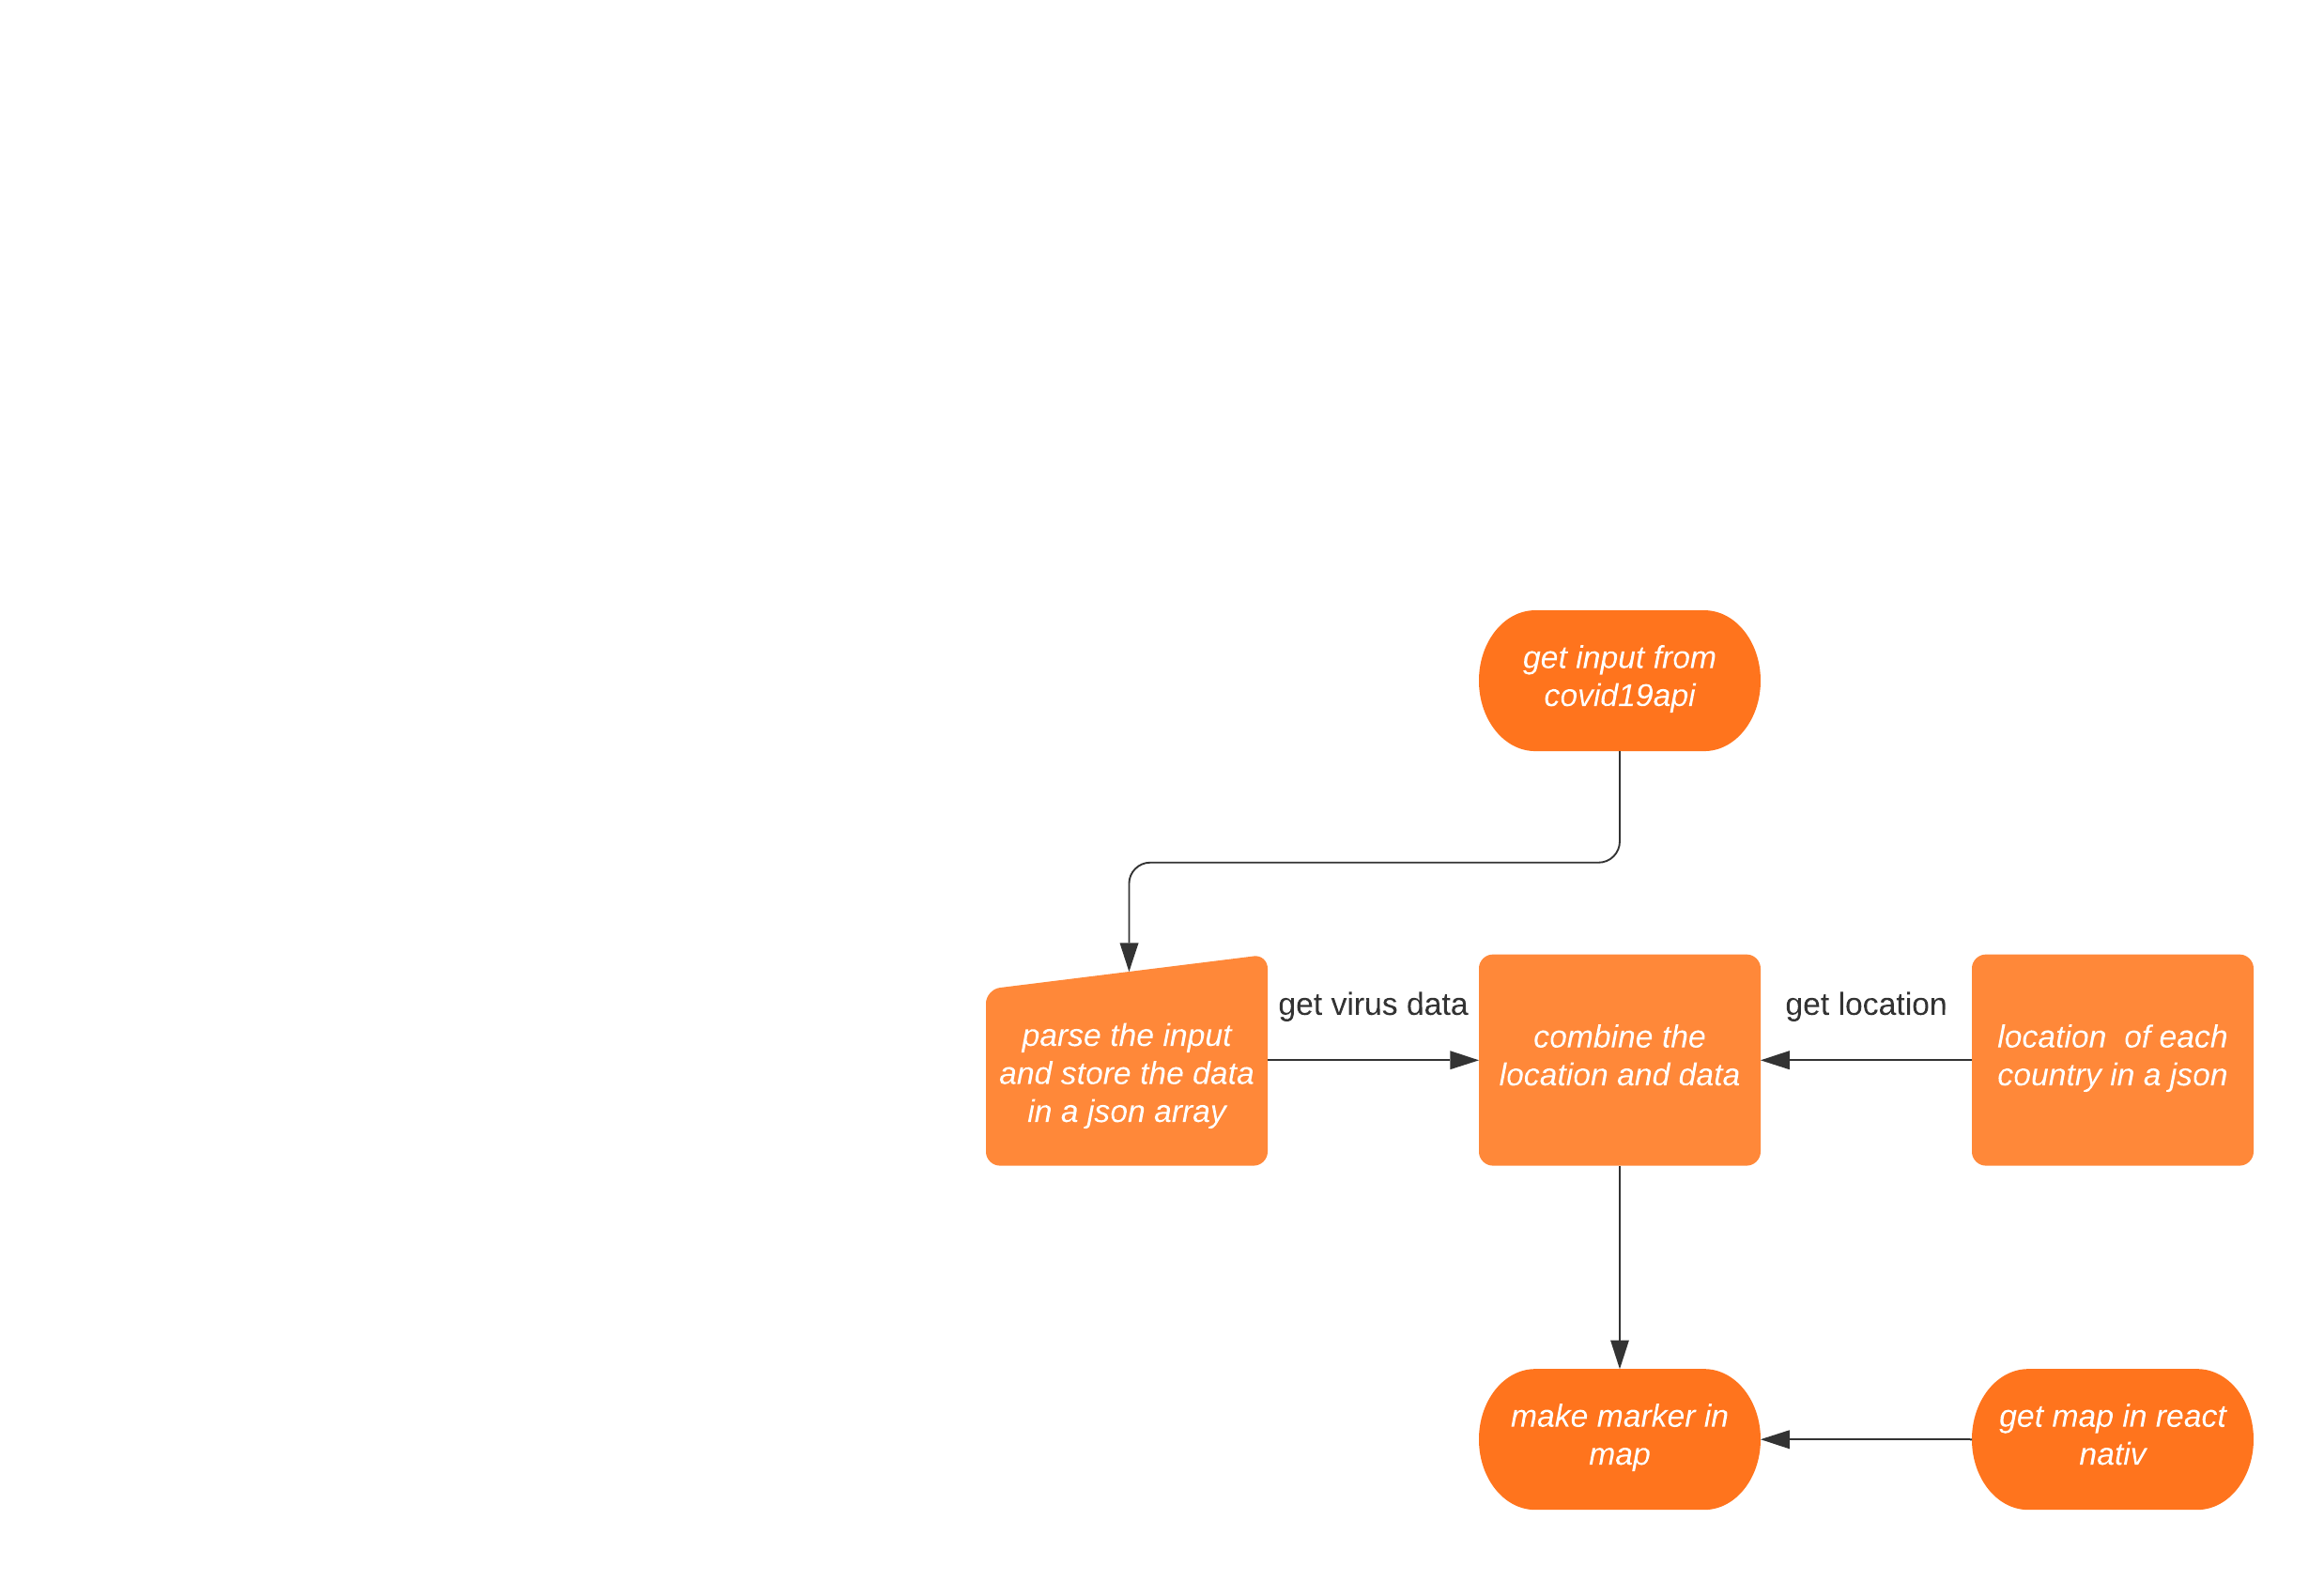 get input from
covid19api
get virus data
get location
parse the input
and store the data
in a json array
combine the
location and data
location  of each
country in a json
make marker in
map
get map in react
nativ